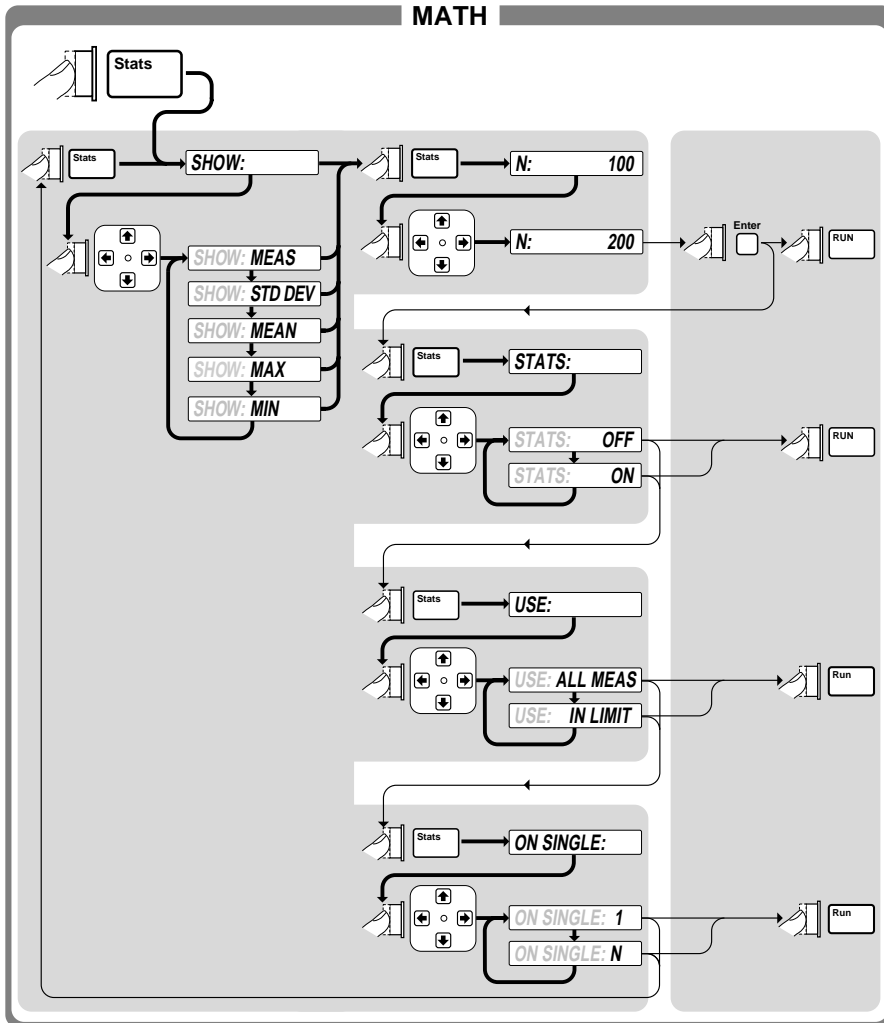 MATH
Stats
Stats
SHOW:
Stats
N: 100
SHOW: MEAS
SHOW: STD DEV
SHOW: MEAN
SHOW: MAX
SHOW: MIN
N: 200
Enter
RUN
Stats
STATS:
STATS: OFF
STATS: ON
RUN
Stats
USE:
USE: ALL MEAS
USE: IN LIMIT
Run
Stats
ON SINGLE:
ON SINGLE: 1
ON SINGLE: N
Run